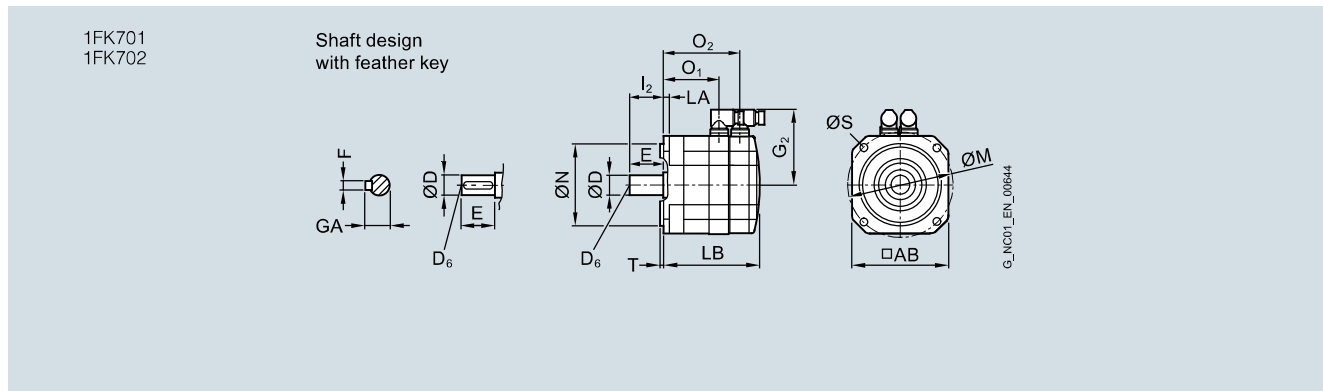 1FK701
1FK702
Shaft design
with feather key
O₂
O₁
I₂
LA
G₂
ØS
ØM
F
ØD
E
ØN
ØD
E
GA
D₆
D₆
T
LB
□AB
G_NC01_EN_00644